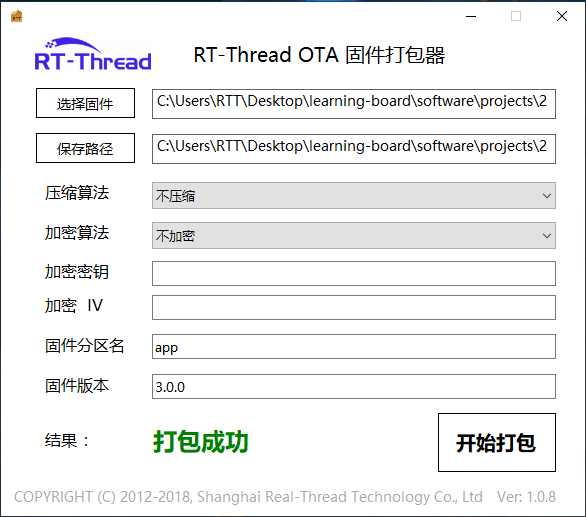 RT-Thread
RT-Thread OTA 固件打包器
选择固件 C:\Users\RTT\Desktop\learning-board\software\projects\2
保存路径 C:\Users\RTT\Desktop\learning-board\software\projects\2
压缩算法 不压缩
加密算法 不加密
加密密钥
加密 IV
固件分区名 app
固件版本 3.0.0
结果： 打包成功 开始打包
COPYRIGHT (C) 2012-2018, Shanghai Real-Thread Technology Co., Ltd Ver: 1.0.8